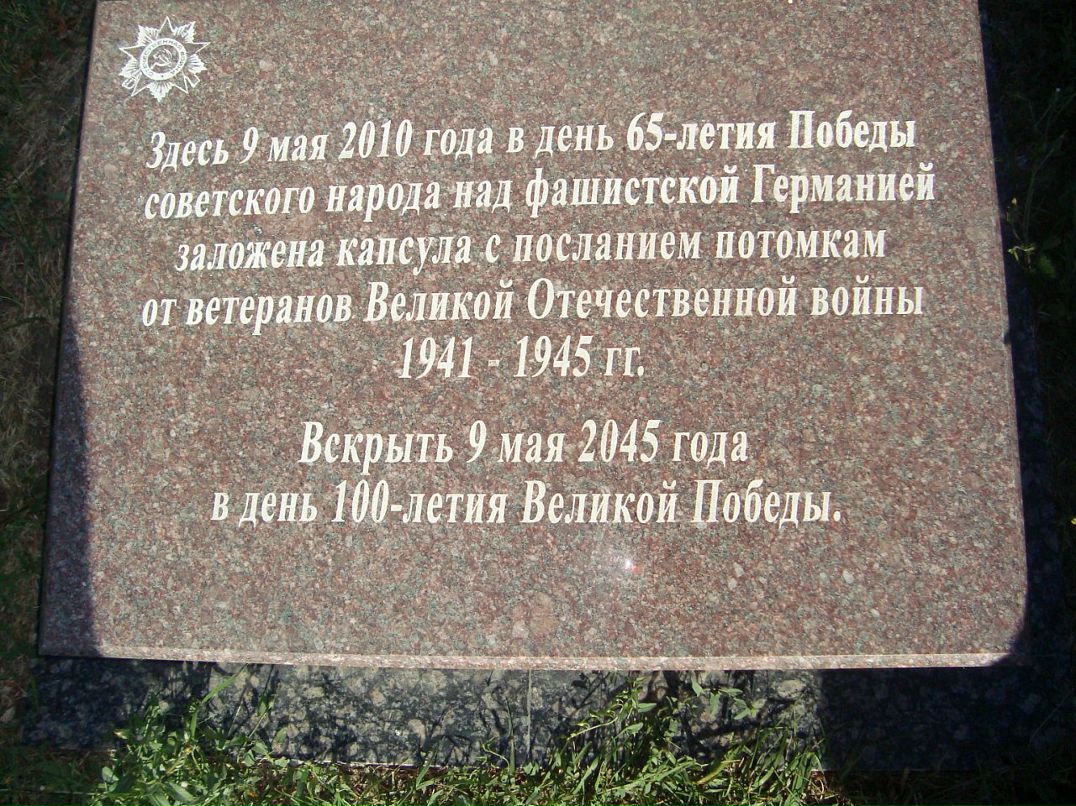 Здесь 9 мая 2010 года в день 65-летия Победы
советского народа над фашистской Германией
заложена капсула с посланием потомкам
от ветеранов Великой Отечественной войны
1941 - 1945 гг.
Вскрыть 9 мая 2045 года
в день 100-летия Великой Победы.